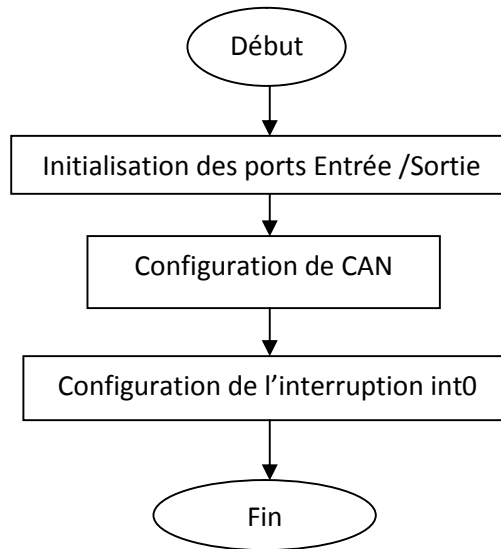 Début
Initialisation des ports Entrée /Sortie
Configuration de CAN
Configuration de l’interruption int0
Fin